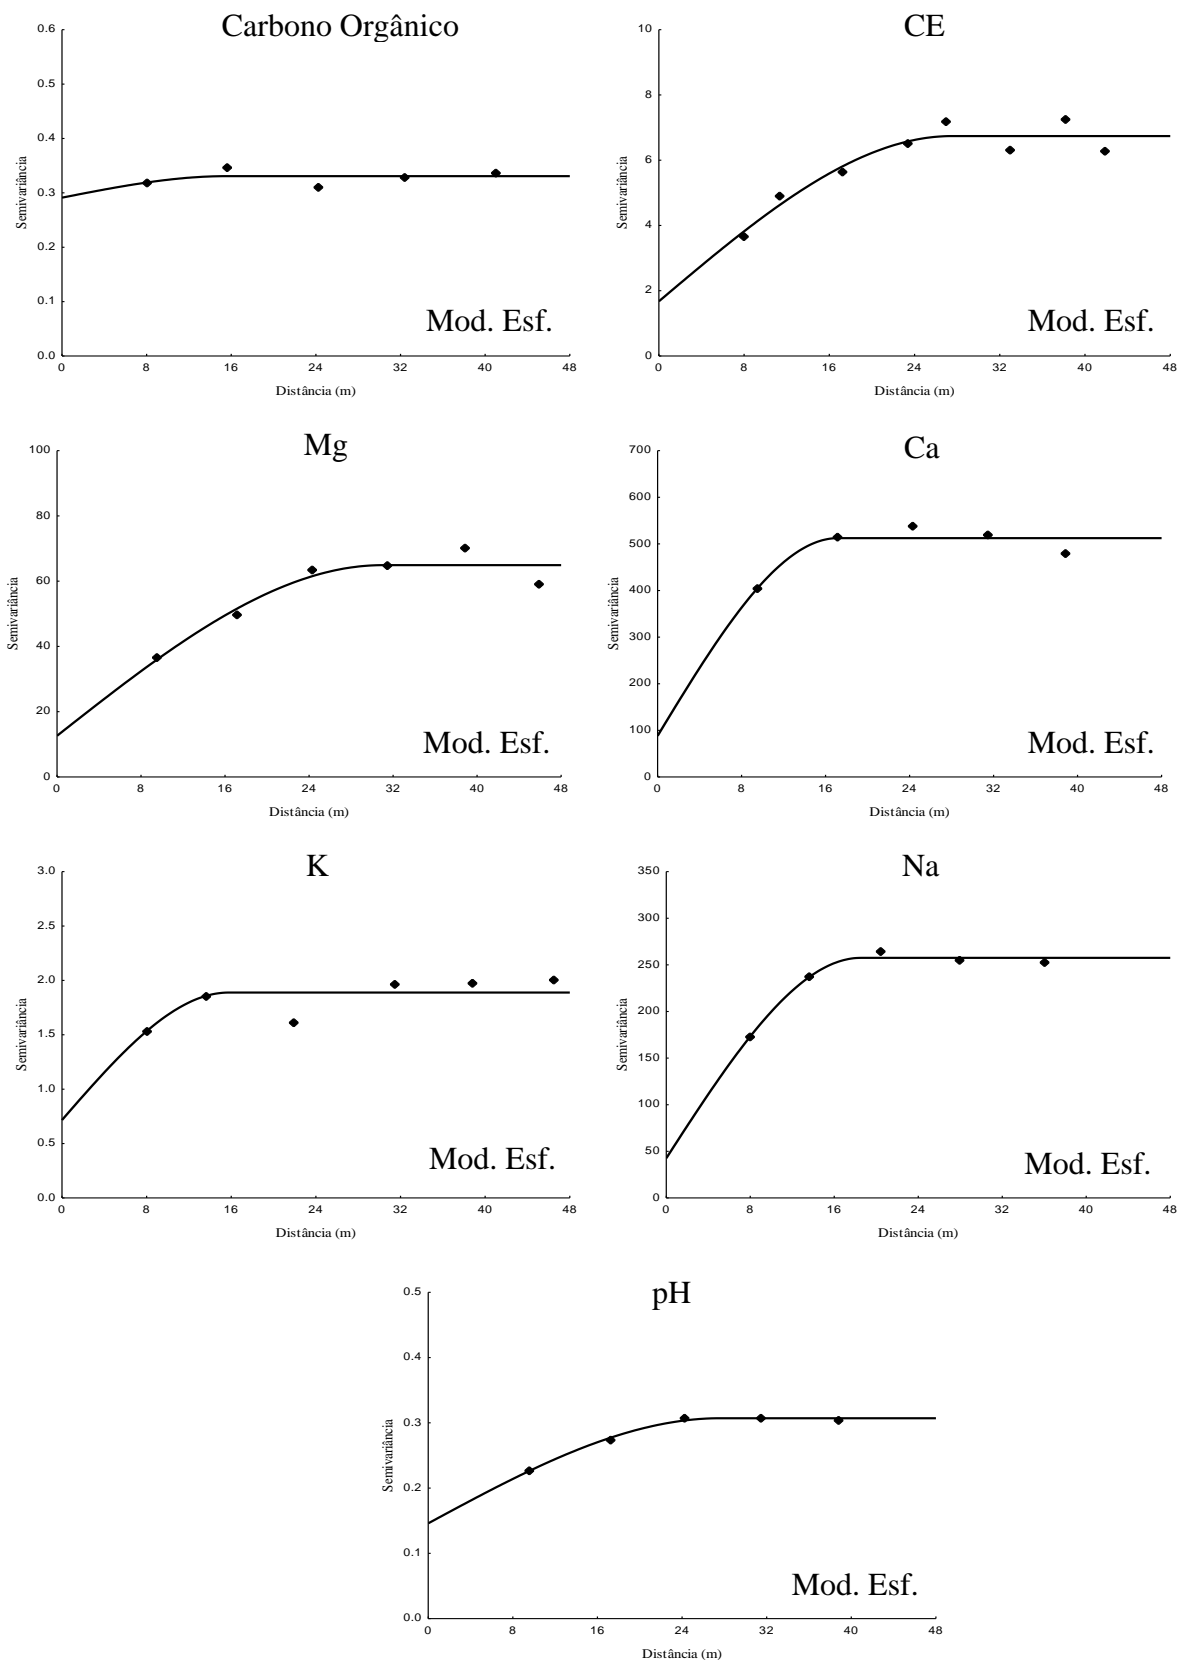 Carbono Orgânico
0.6
0.5
0.4
0.3
0.2
0.1
0.0
Semivariância
Mod. Esf.
0 8 16 24 32 40 48
Distância (m)
CE
10
8
6
4
2
0
Semivariância
Mod. Esf.
0 8 16 24 32 40 48
Distância (m)
Mg
100
80
60
40
20
0
Semivariância
Mod. Esf.
0 8 16 24 32 40 48
Distância (m)
Ca
700
600
500
400
300
200
100
0
Semivariância
Mod. Esf.
0 8 16 24 32 40 48
Distância (m)
K
3.0
2.5
2.0
1.5
1.0
0.5
0.0
Semivariância
Mod. Esf.
0 8 16 24 32 40 48
Distância (m)
Na
350
300
250
200
150
100
50
0
Semivariância
Mod. Esf.
0 8 16 24 32 40 48
Distância (m)
pH
0.5
0.4
0.3
0.2
0.1
0.0
Semivariância
Mod. Esf.
0 8 16 24 32 40 48
Distância (m)